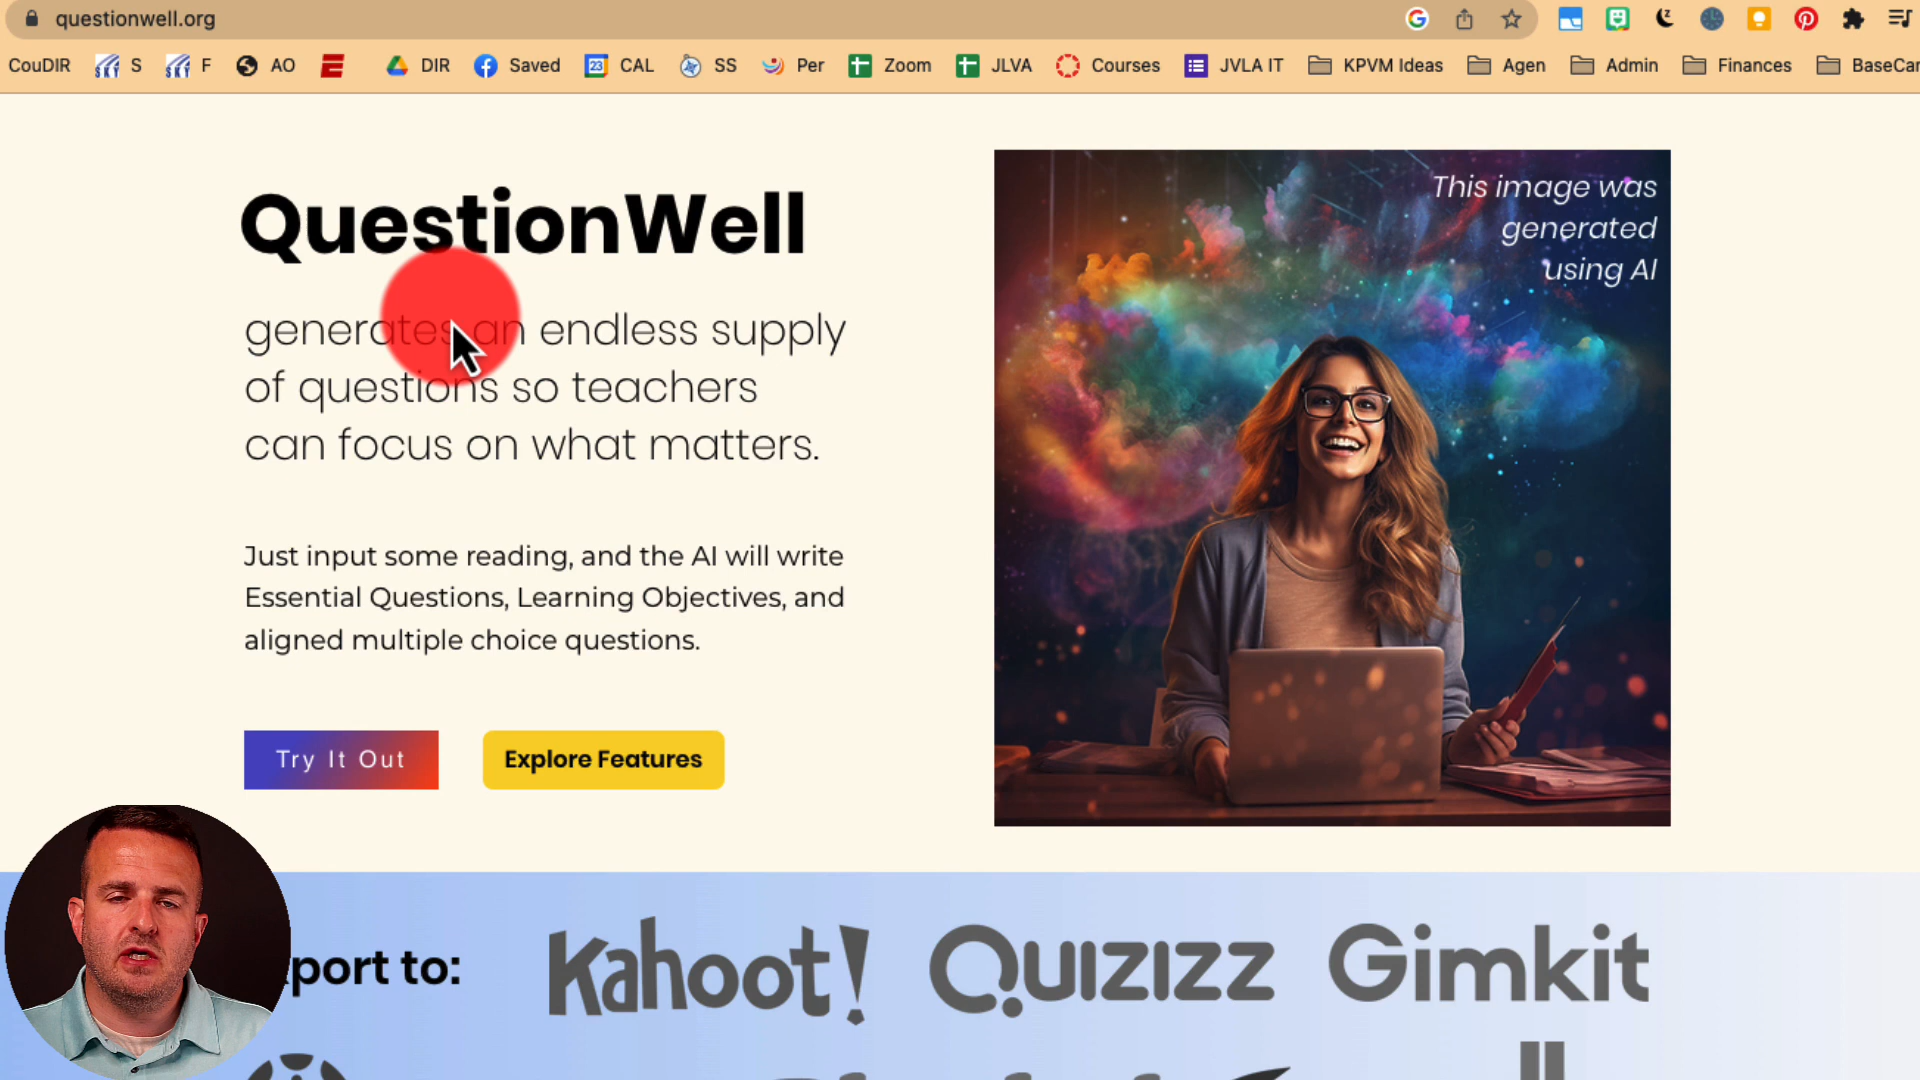 questionwell.org
CouDIR S F AO DIR Saved 23 CAL SS Per Zoom JLVA Courses JVLA IT KPVM Ideas Agen Admin Finances BaseCar
QuestionWell
generates an endless supply
of questions so teachers
can focus on what matters.
Just input some reading, and the AI will write
Essential Questions, Learning Objectives, and
aligned multiple choice questions.
Try It Out Explore Features
This image was
generated
using AI
port to: Kahoot! Quizizz Gimkit